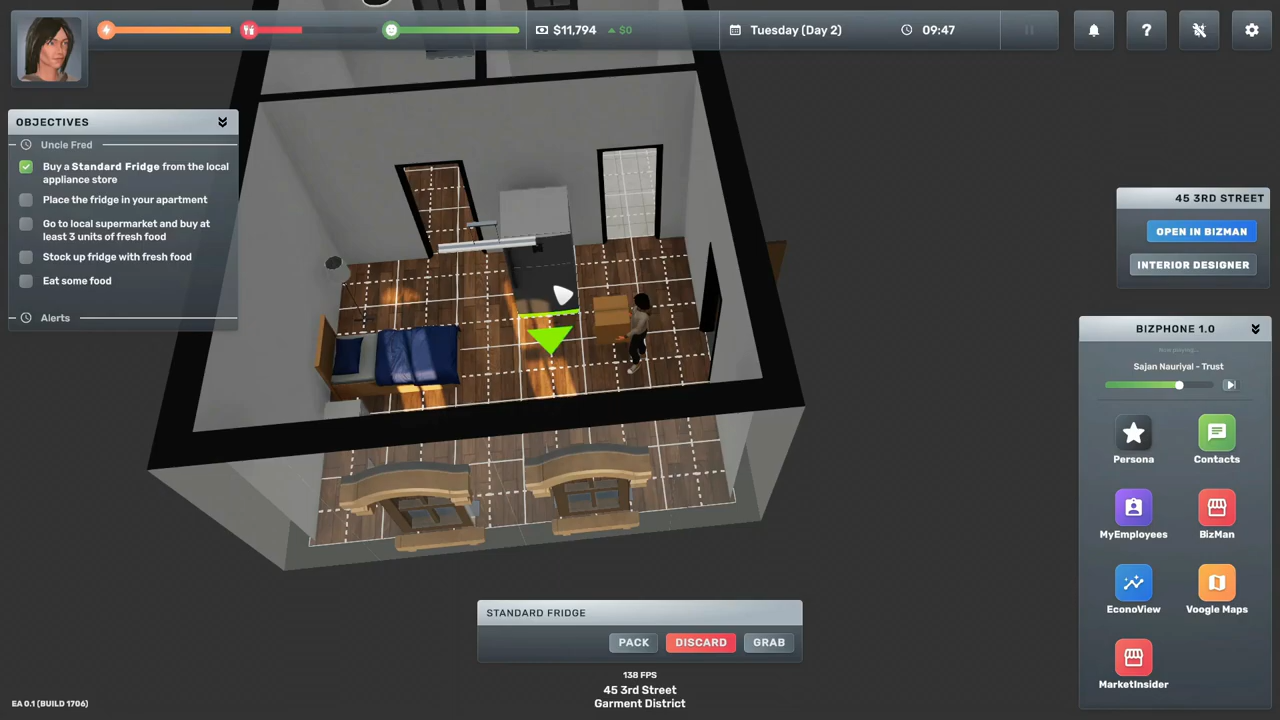 $11,794 $0
Tuesday (Day 2)
09:47
?
OBJECTIVES
Uncle Fred
Buy a Standard Fridge from the local
appliance store
Place the fridge in your apartment
Go to local supermarket and buy at
least 3 units of fresh food
Stock up fridge with fresh food
Eat some food
Alerts
45 3RD STREET
OPEN IN BIZMAN
INTERIOR DESIGNER
BIZPHONE 1.0
Now playing...
Sajan Nauriyal - Trust
Persona
Contacts
MyEmployees
BizMan
EconoView
Voogle Maps
MarketInsider
STANDARD FRIDGE
PACK
DISCARD
GRAB
138 FPS
45 3rd Street
Garment District
EA 0.1 (BUILD 1706)